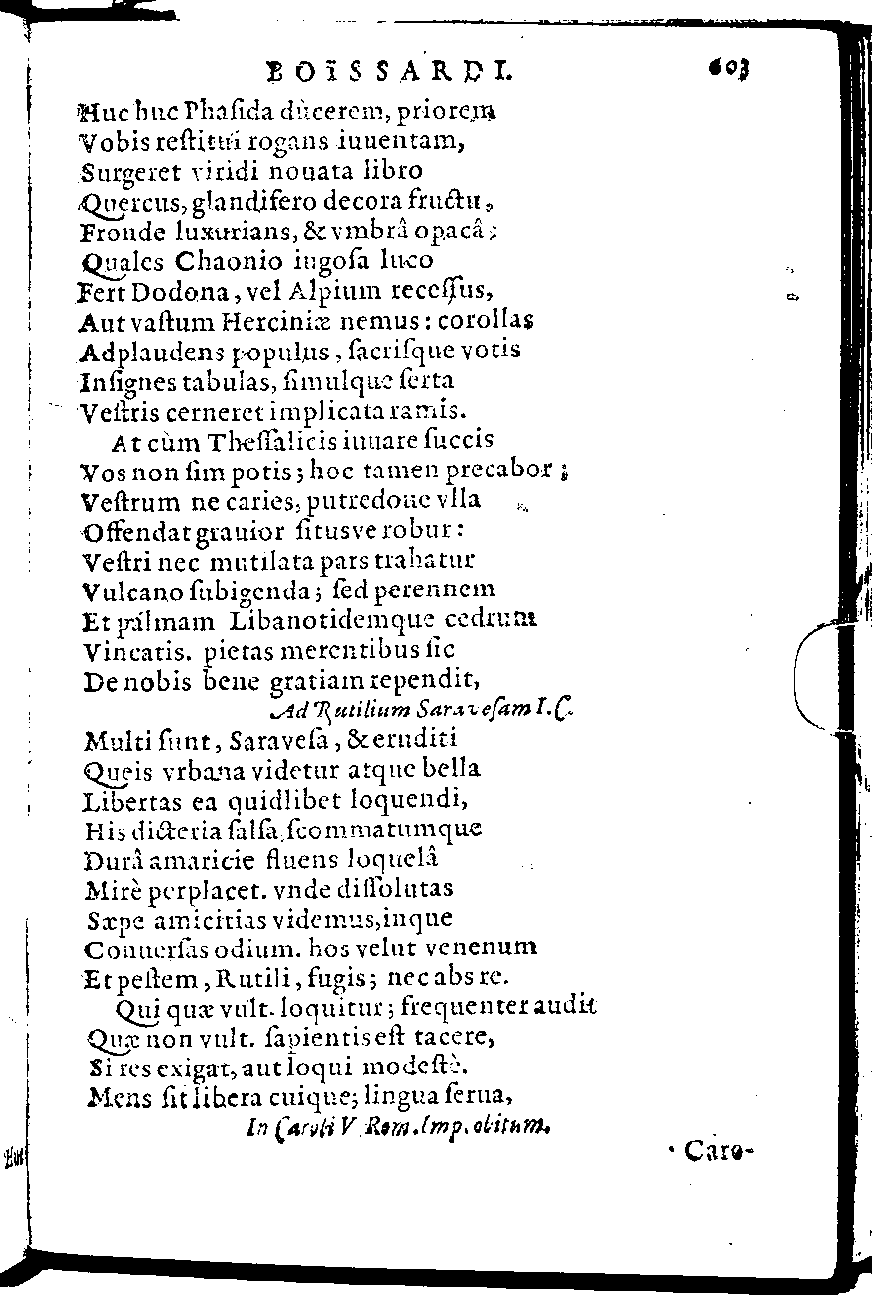 BOISSARDI. 603
Huc huc Phaſida dùcerem, priorem
Vobis reſtitui rogans iuuentam,
Surgeret viridi nouata libro
Quercus, glandifero decora fructu,
Fronde luxurians, & vmbrâ opacâ;
Quales Chaonio iugoſa luco
Fert Dodona, vel Alpium receſſus,
Aut vaſtum Herciniæ nemus: corollas
Adplaudens populus, ſacriſque votis
Inſignes tabulas, ſimulque ſerta
Veſtris cerneret implicata ramis.
At cùm Theſſalicis iuuare ſuccis
Vos non ſim potis; hoc tamen precabor;
Veſtrum ne caries, putredoue vlla
Offendat grauior ſitusve robur:
Veſtri nec mutilata pars trahatur
Vulcano ſubigenda; ſed perennem
Et palmam Libanotidemque cedrum
Vincatis. pietas merentibus ſic
De nobis bene gratiam rependit,
Ad Rutilium Saraveſam I. C.
Multi ſunt, Saraveſa, & eruditi
Queis vrbana videtur atque bella
Libertas ea quidlibet loquendi,
His dicteria ſalſa, ſcommatumque
Durâ amaricie fluens loquelâ
Mirè perplacet. vnde diſſolutas
Sæpe amicitias videmus, inque
Conuerſas odium. hos velut venenum
Et peſtem, Rutili, fugis; nec abs re.
Qui quæ vult. loquitur; frequenter audit
Quæ non vult. ſapientis eſt tacere,
Si res exigat, aut loqui modeſtè.
Mens ſit libera cuique; lingua ſerua,
In Caroli V Rom. Imp. obitum.
Caro-